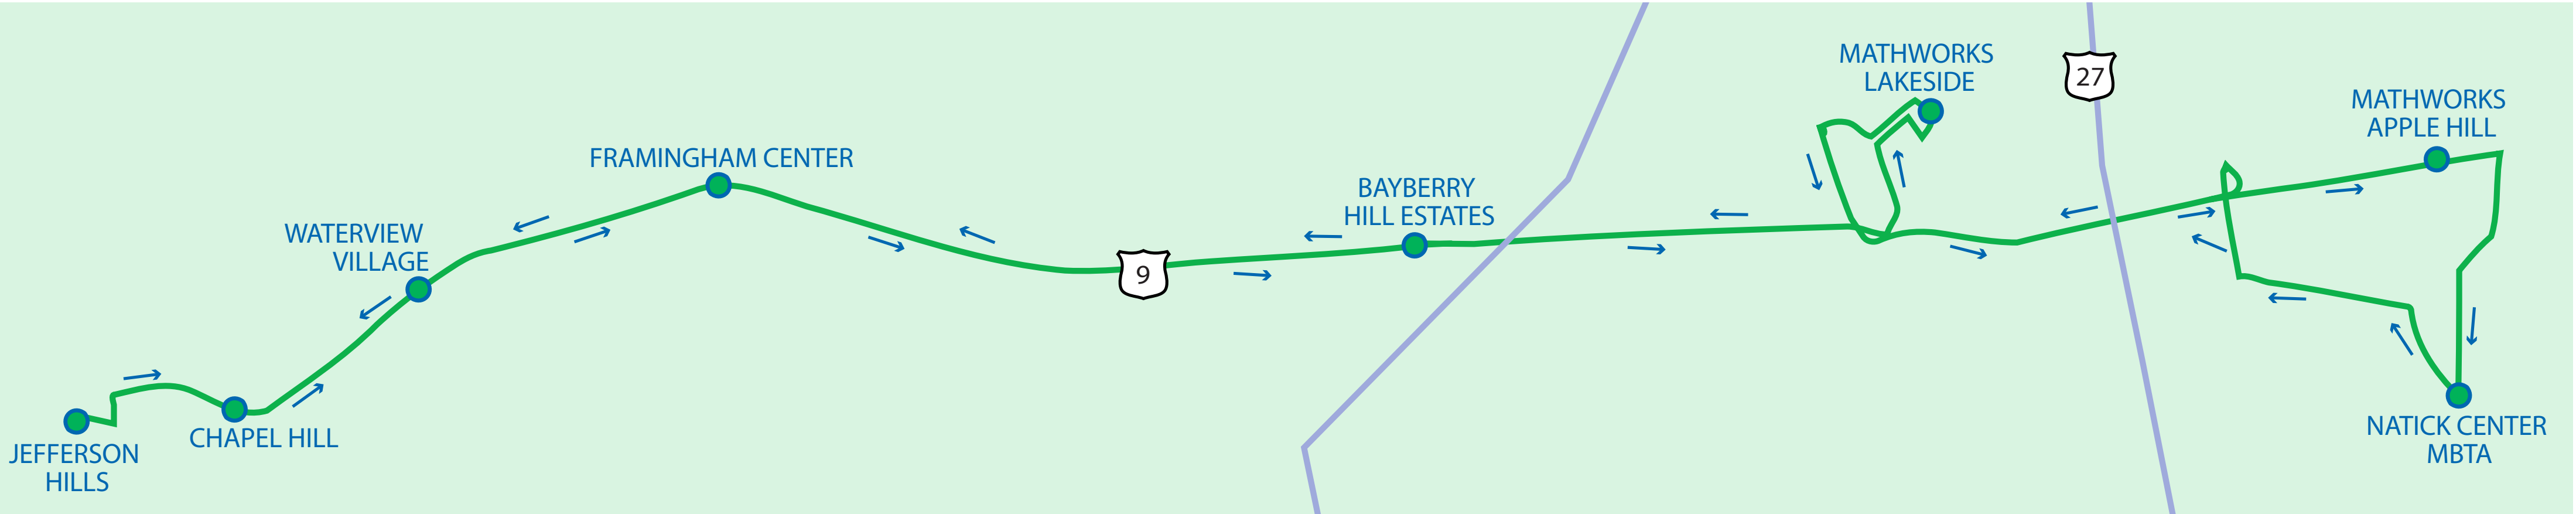 JEFFERSON
HILLS
CHAPEL HILL
WATERVIEW
VILLAGE
FRAMINGHAM CENTER
9
BAYBERRY
HILL ESTATES
MATHWORKS
LAKESIDE
27
MATHWORKS
APPLE HILL
NATICK CENTER
MBTA